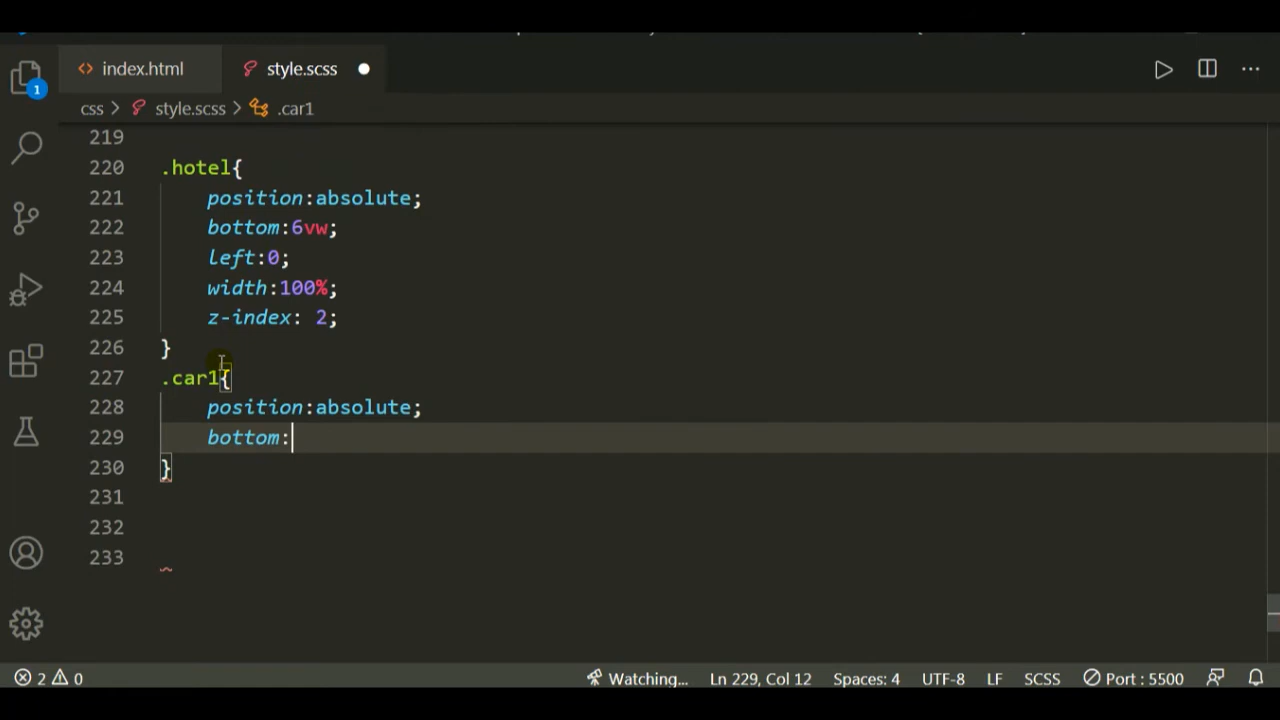 index.html
style.scss
1
css > style.scss > .car1
219
220 .hotel{
221 position:absolute;
222 bottom:6vw;
223 left:0;
224 width:100%;
225 z-index: 2;
226 }
227 .car1{
228 position:absolute;
229 bottom:
230 }
231
232
233
2 0 Watching... Ln 229, Col 12 Spaces: 4 UTF-8 LF SCSS Port : 5500